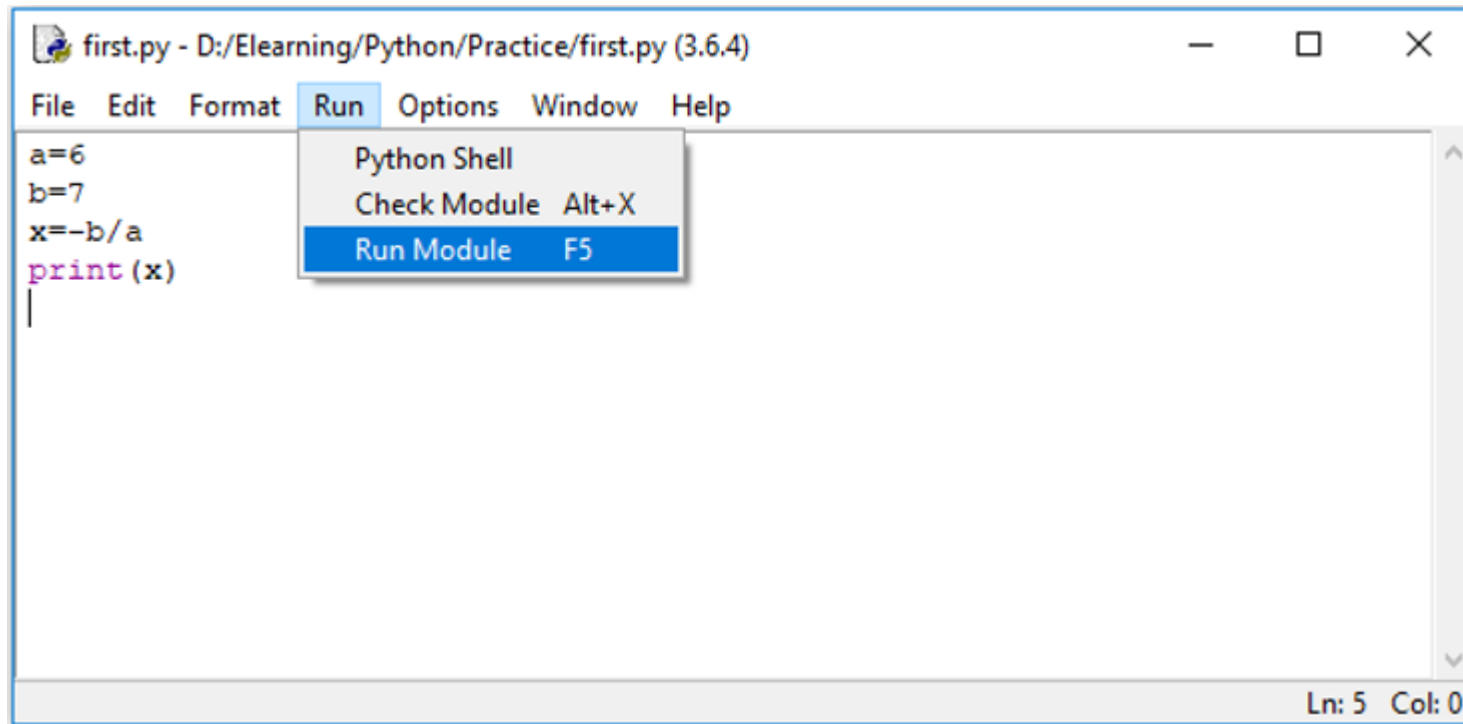 first.py - D:/Elearning/Python/Practice/first.py (3.6.4)
File Edit Format Run Options Window Help
a=6
b=7
x=-b/a
print(x)
Python Shell
Check Module Alt+X
Run Module F5
Ln: 5 Col: 0